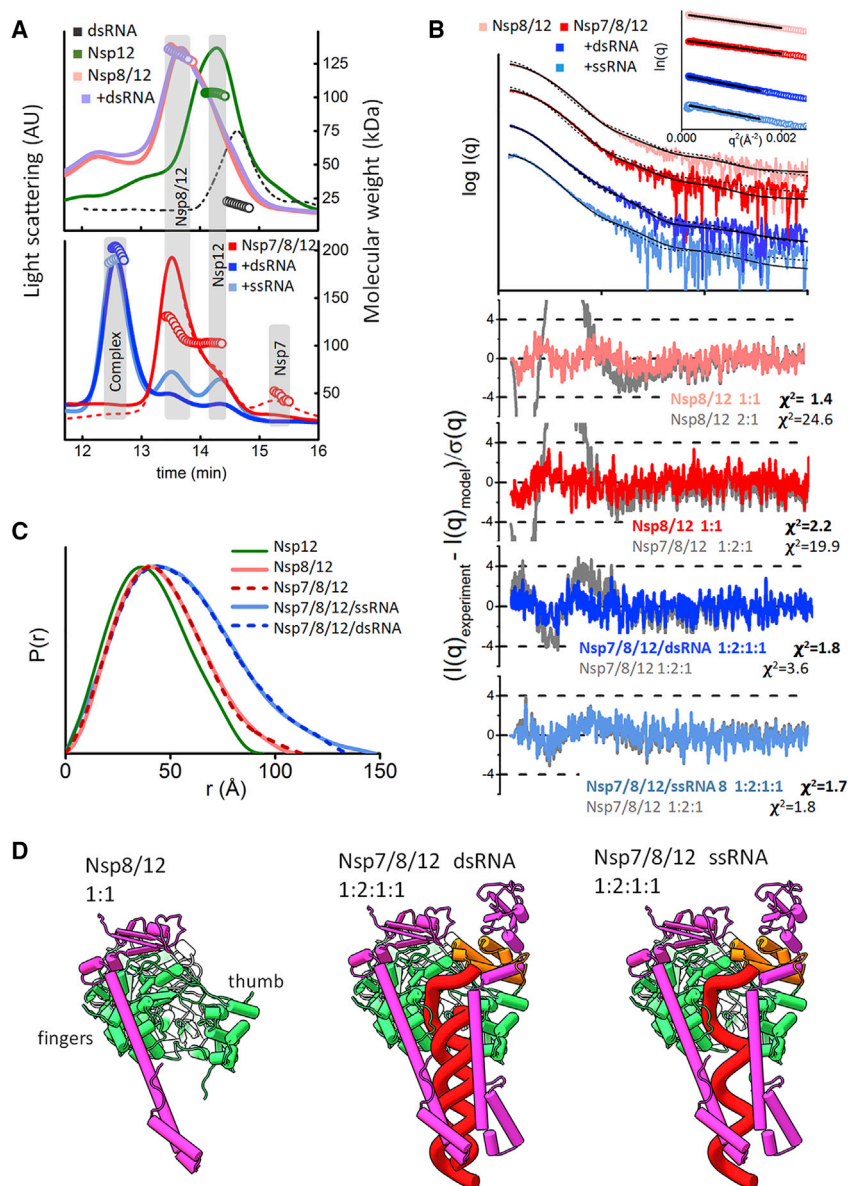 A
dsRNA
Nsp12
Nsp8/12
+dsRNA
Light scattering (AU)
Molecular weight (kDa)
125
100
75
50
25
Nsp8/12
Nsp12
Nsp7/8/12
+dsRNA
+ssRNA
200
150
100
50
Complex
Nsp7
12 13 14 15 16
time (min)
B
Nsp8/12 Nsp7/8/12
+dsRNA
+ssRNA
ln(q)
0 0.002
q²(Å⁻²)
log I(q)
(I(q)experiment - I(q)model)/σ(q)
4
0
-4
Nsp8/12 1:1 χ²= 1.4
Nsp8/12 2:1 χ²=24.6
4
0
-4
Nsp8/12 1:1 χ²=2.2
Nsp7/8/12 1:2:1 χ²=19.9
4
0
-4
Nsp7/8/12/dsRNA 1:2:1:1 χ²=1.8
Nsp7/8/12 1:2:1 χ²=3.6
4
0
-4
Nsp7/8/12/ssRNA 8 1:2:1:1 χ²=1.7
Nsp7/8/12 1:2:1 χ²=1.8
C
Nsp12
Nsp8/12
Nsp7/8/12
Nsp7/8/12/ssRNA
Nsp7/8/12/dsRNA
P(r)
0 50 100 150
r (Å)
D
Nsp8/12
1:1
thumb
fingers
Nsp7/8/12 dsRNA
1:2:1:1
Nsp7/8/12 ssRNA
1:2:1:1